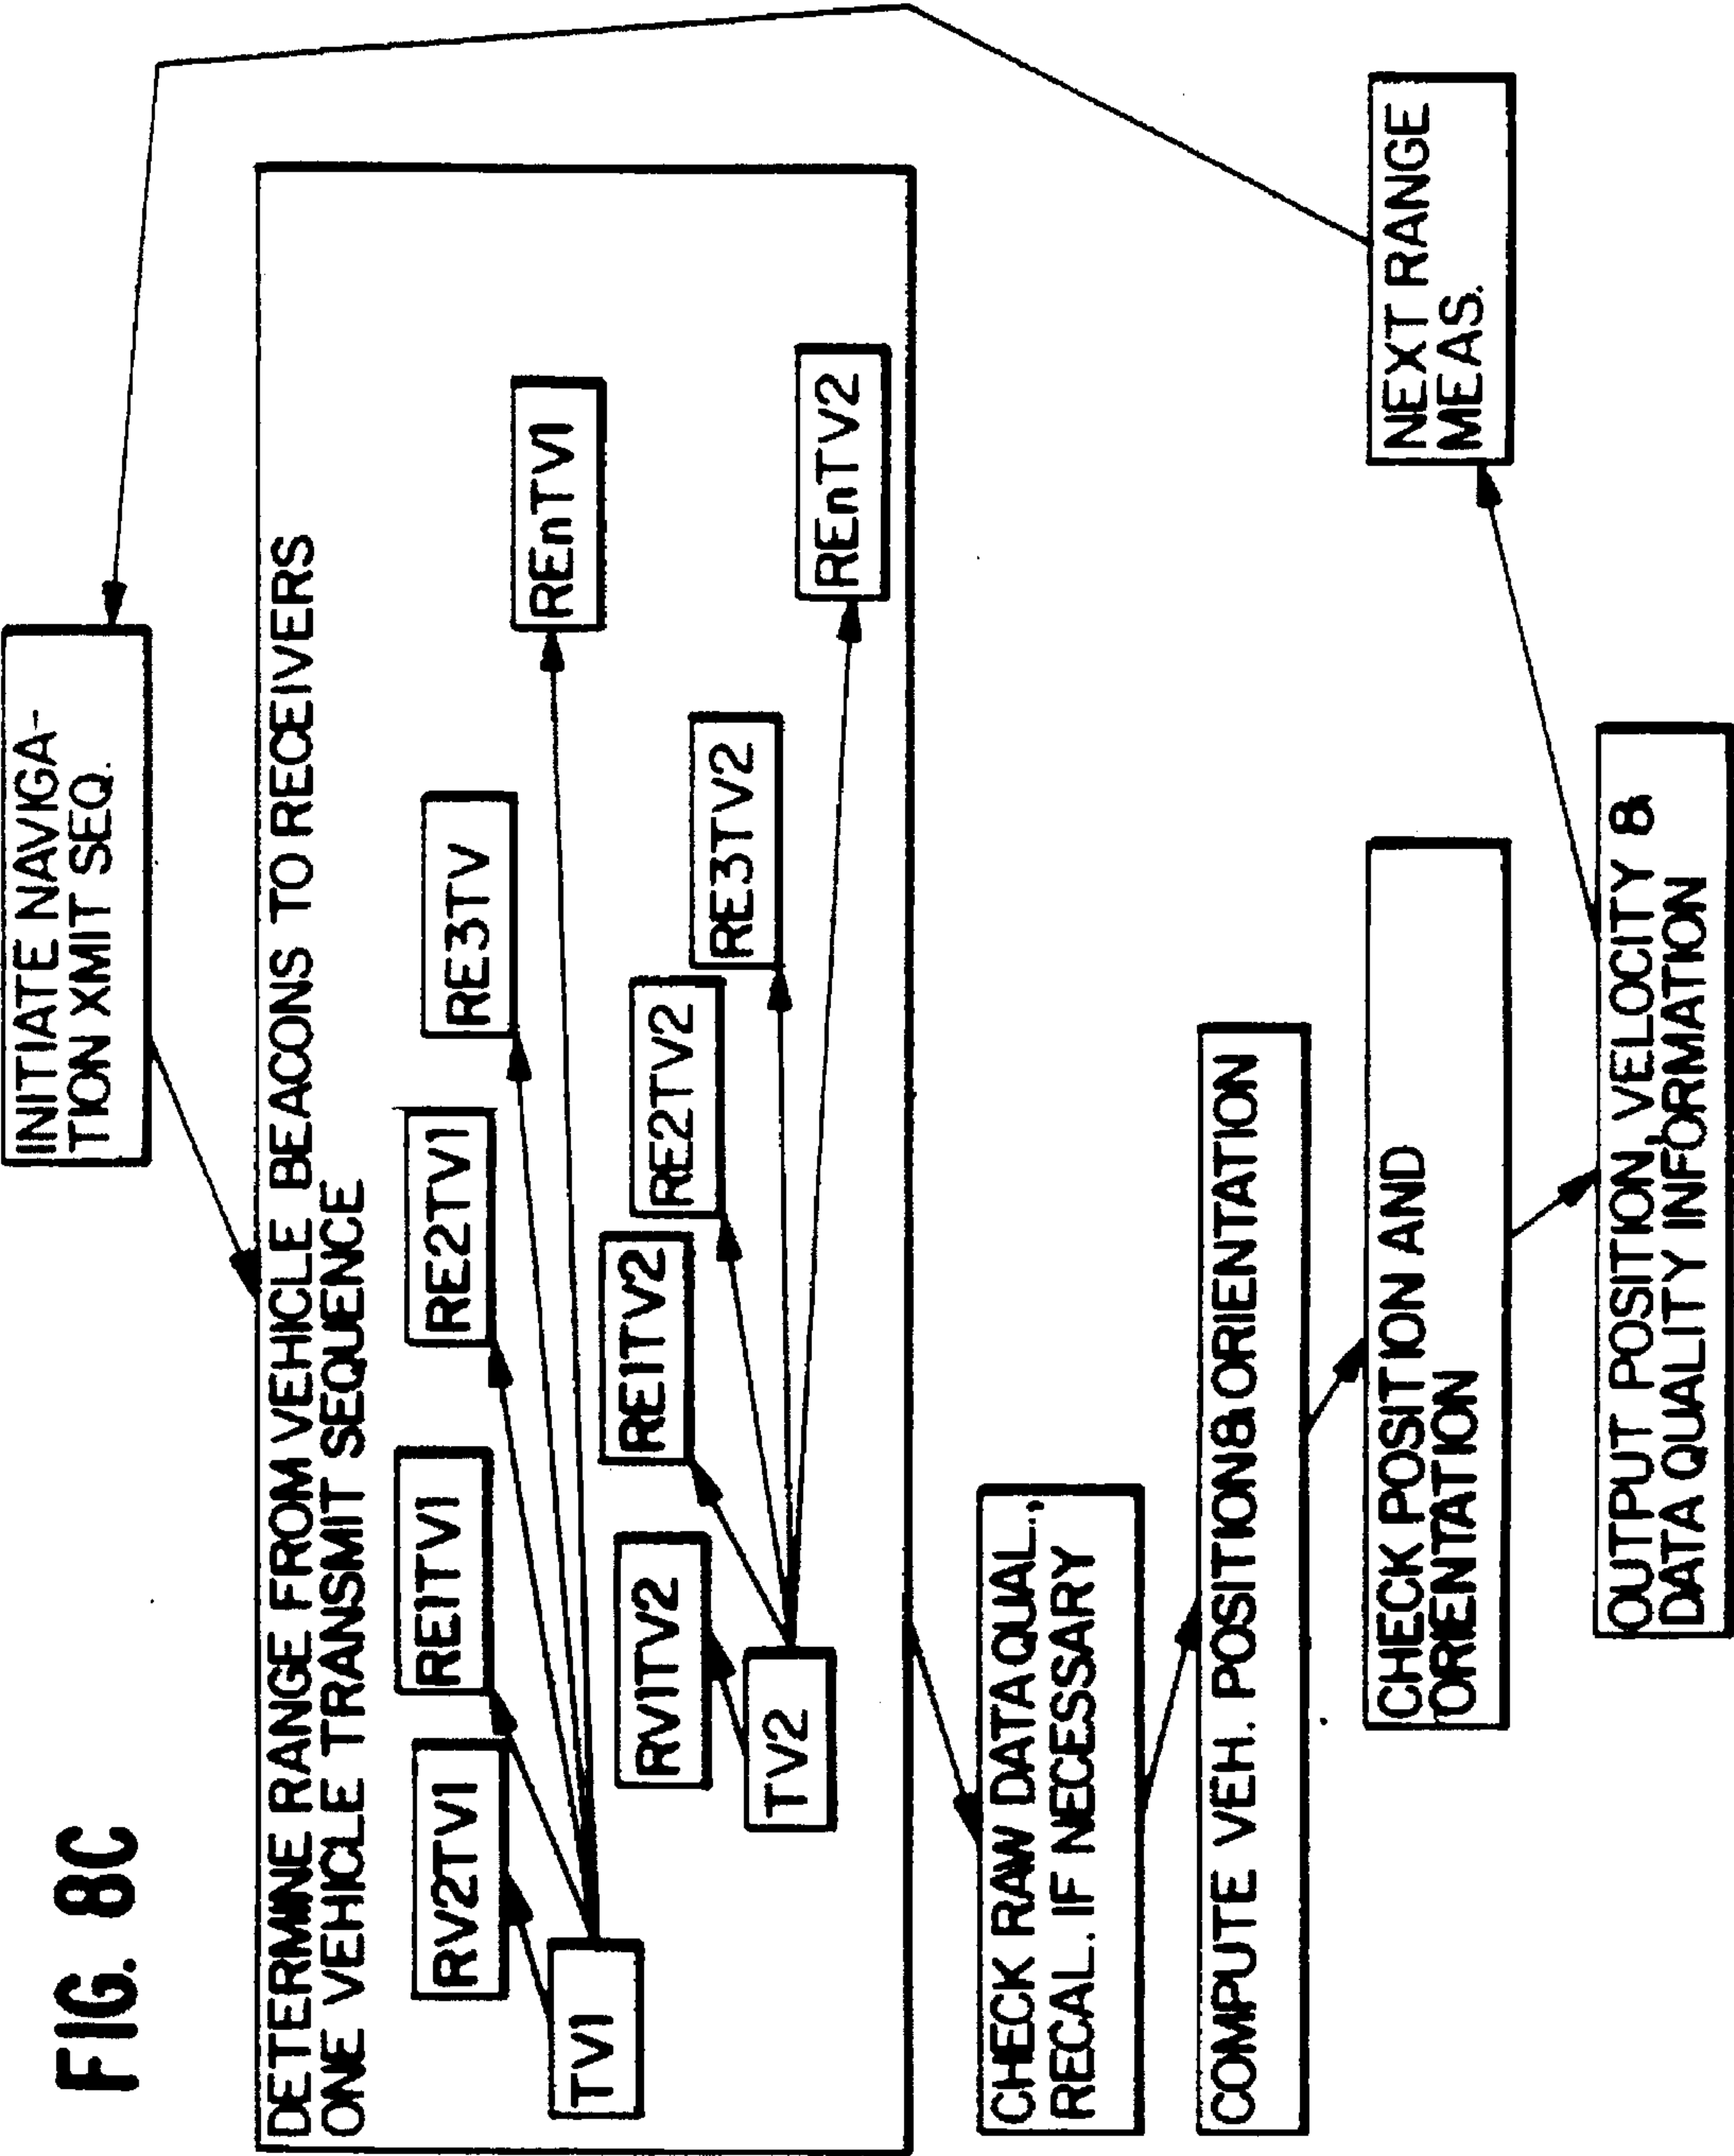 FIG. 8C
INITIATE NAVIGA-
TION XMIT SEQ.
DETERMINE RANGE FROM VEHICLE BEACONS TO RECEIVERS
ONE VEHICLE TRANSMIT SEQUENCE
RV2TV1
RE1TV1
RE2TV1
RE3TV
REnTV1
TV1
RV1TV2
RE1TV2
RE2TV2
RE3TV2
REnTV2
TV2
CHECK RAW DATA QUAL.,
RECAL. IF NECESSARY
COMPUTE VEH. POSITION & ORIENTATION
CHECK POSITION AND
ORIENTATION
OUTPUT POSITION, VELOCITY &
DATA QUALITY INFORMATION
NEXT RANGE
MEAS.